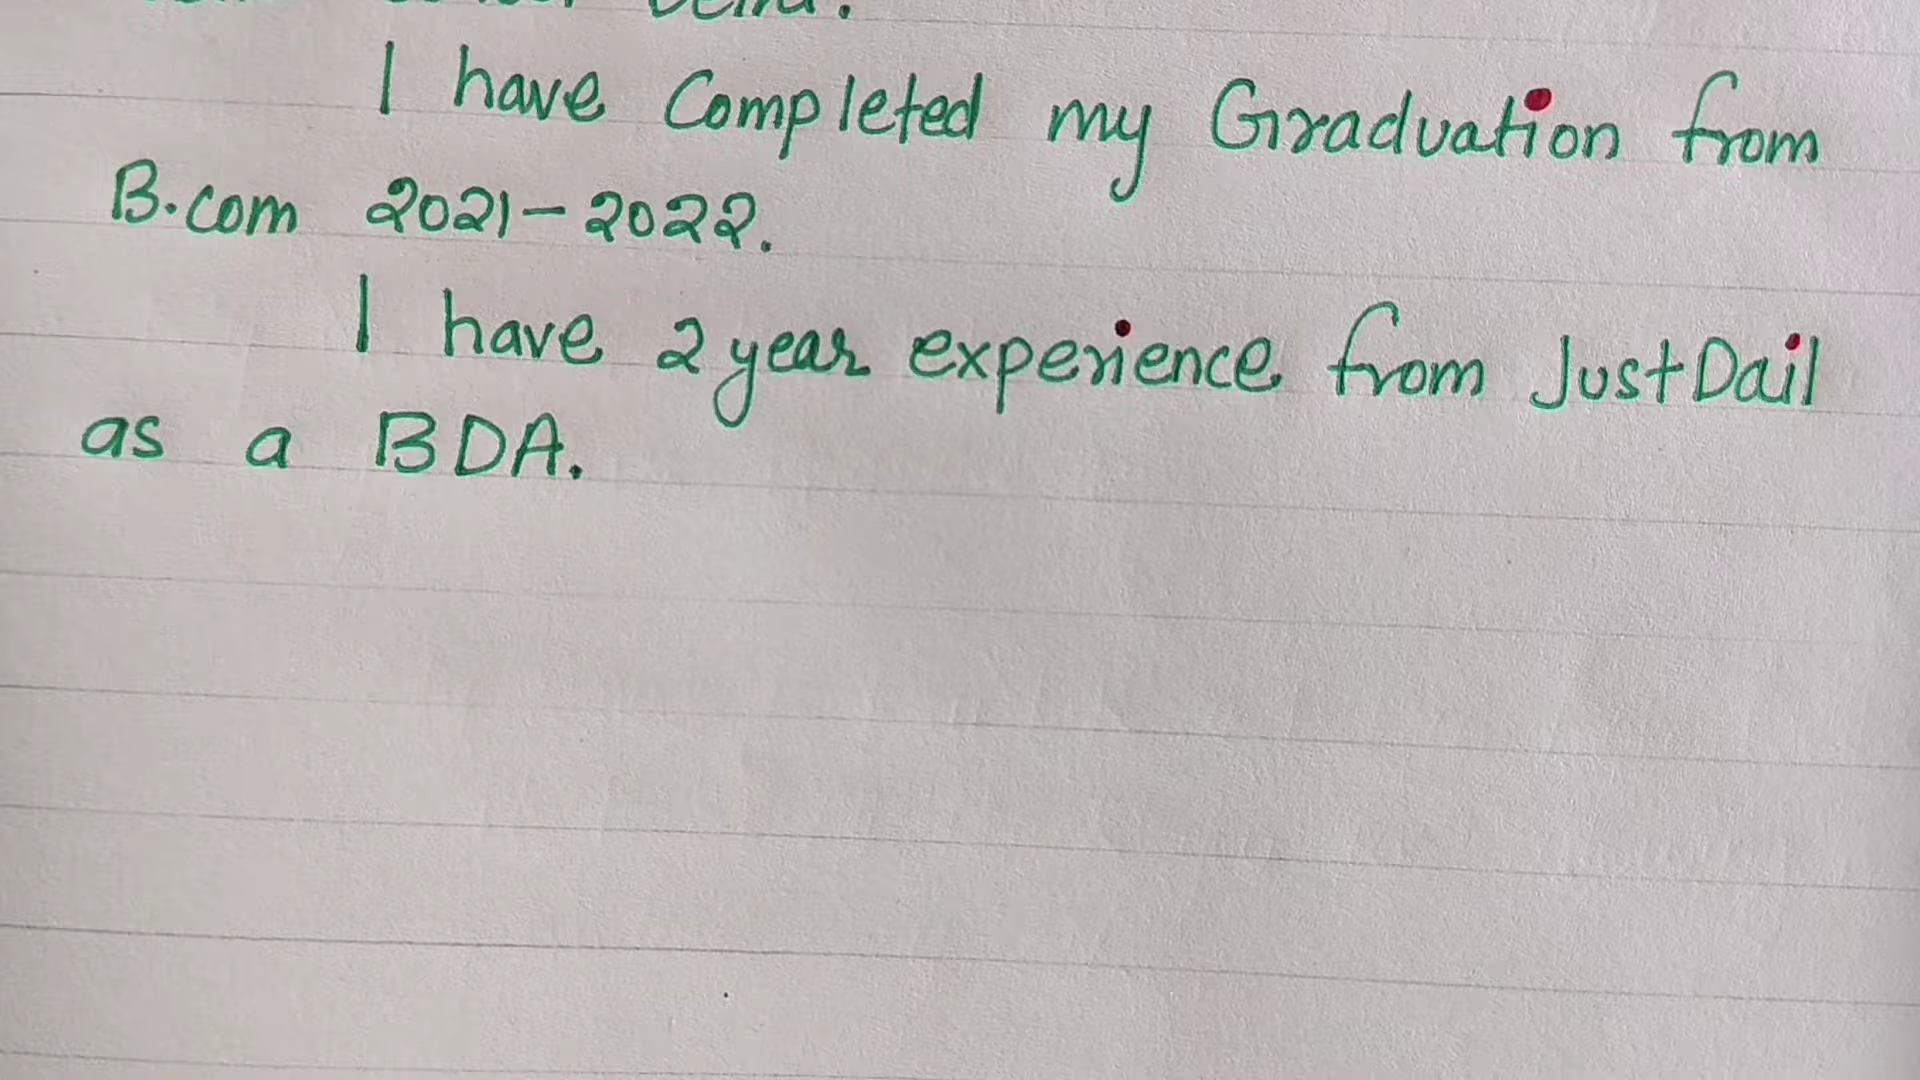 I have Completed my Graduation from
B.com 2021-2022.
I have 2 year experience from JustDail
as a BDA.